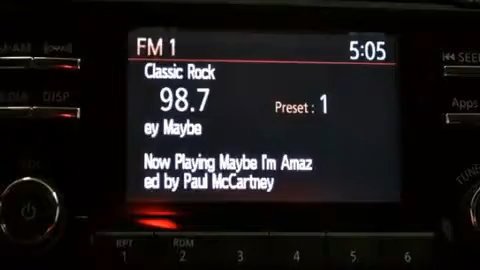 FM 1 5:05
Classic Rock
98.7 Preset : 1
ey Maybe
Now Playing Maybe I'm Amaz
ed by Paul McCartney
DISP
SEEK
Apps
RPT RDM
1 2 3 4 5 6